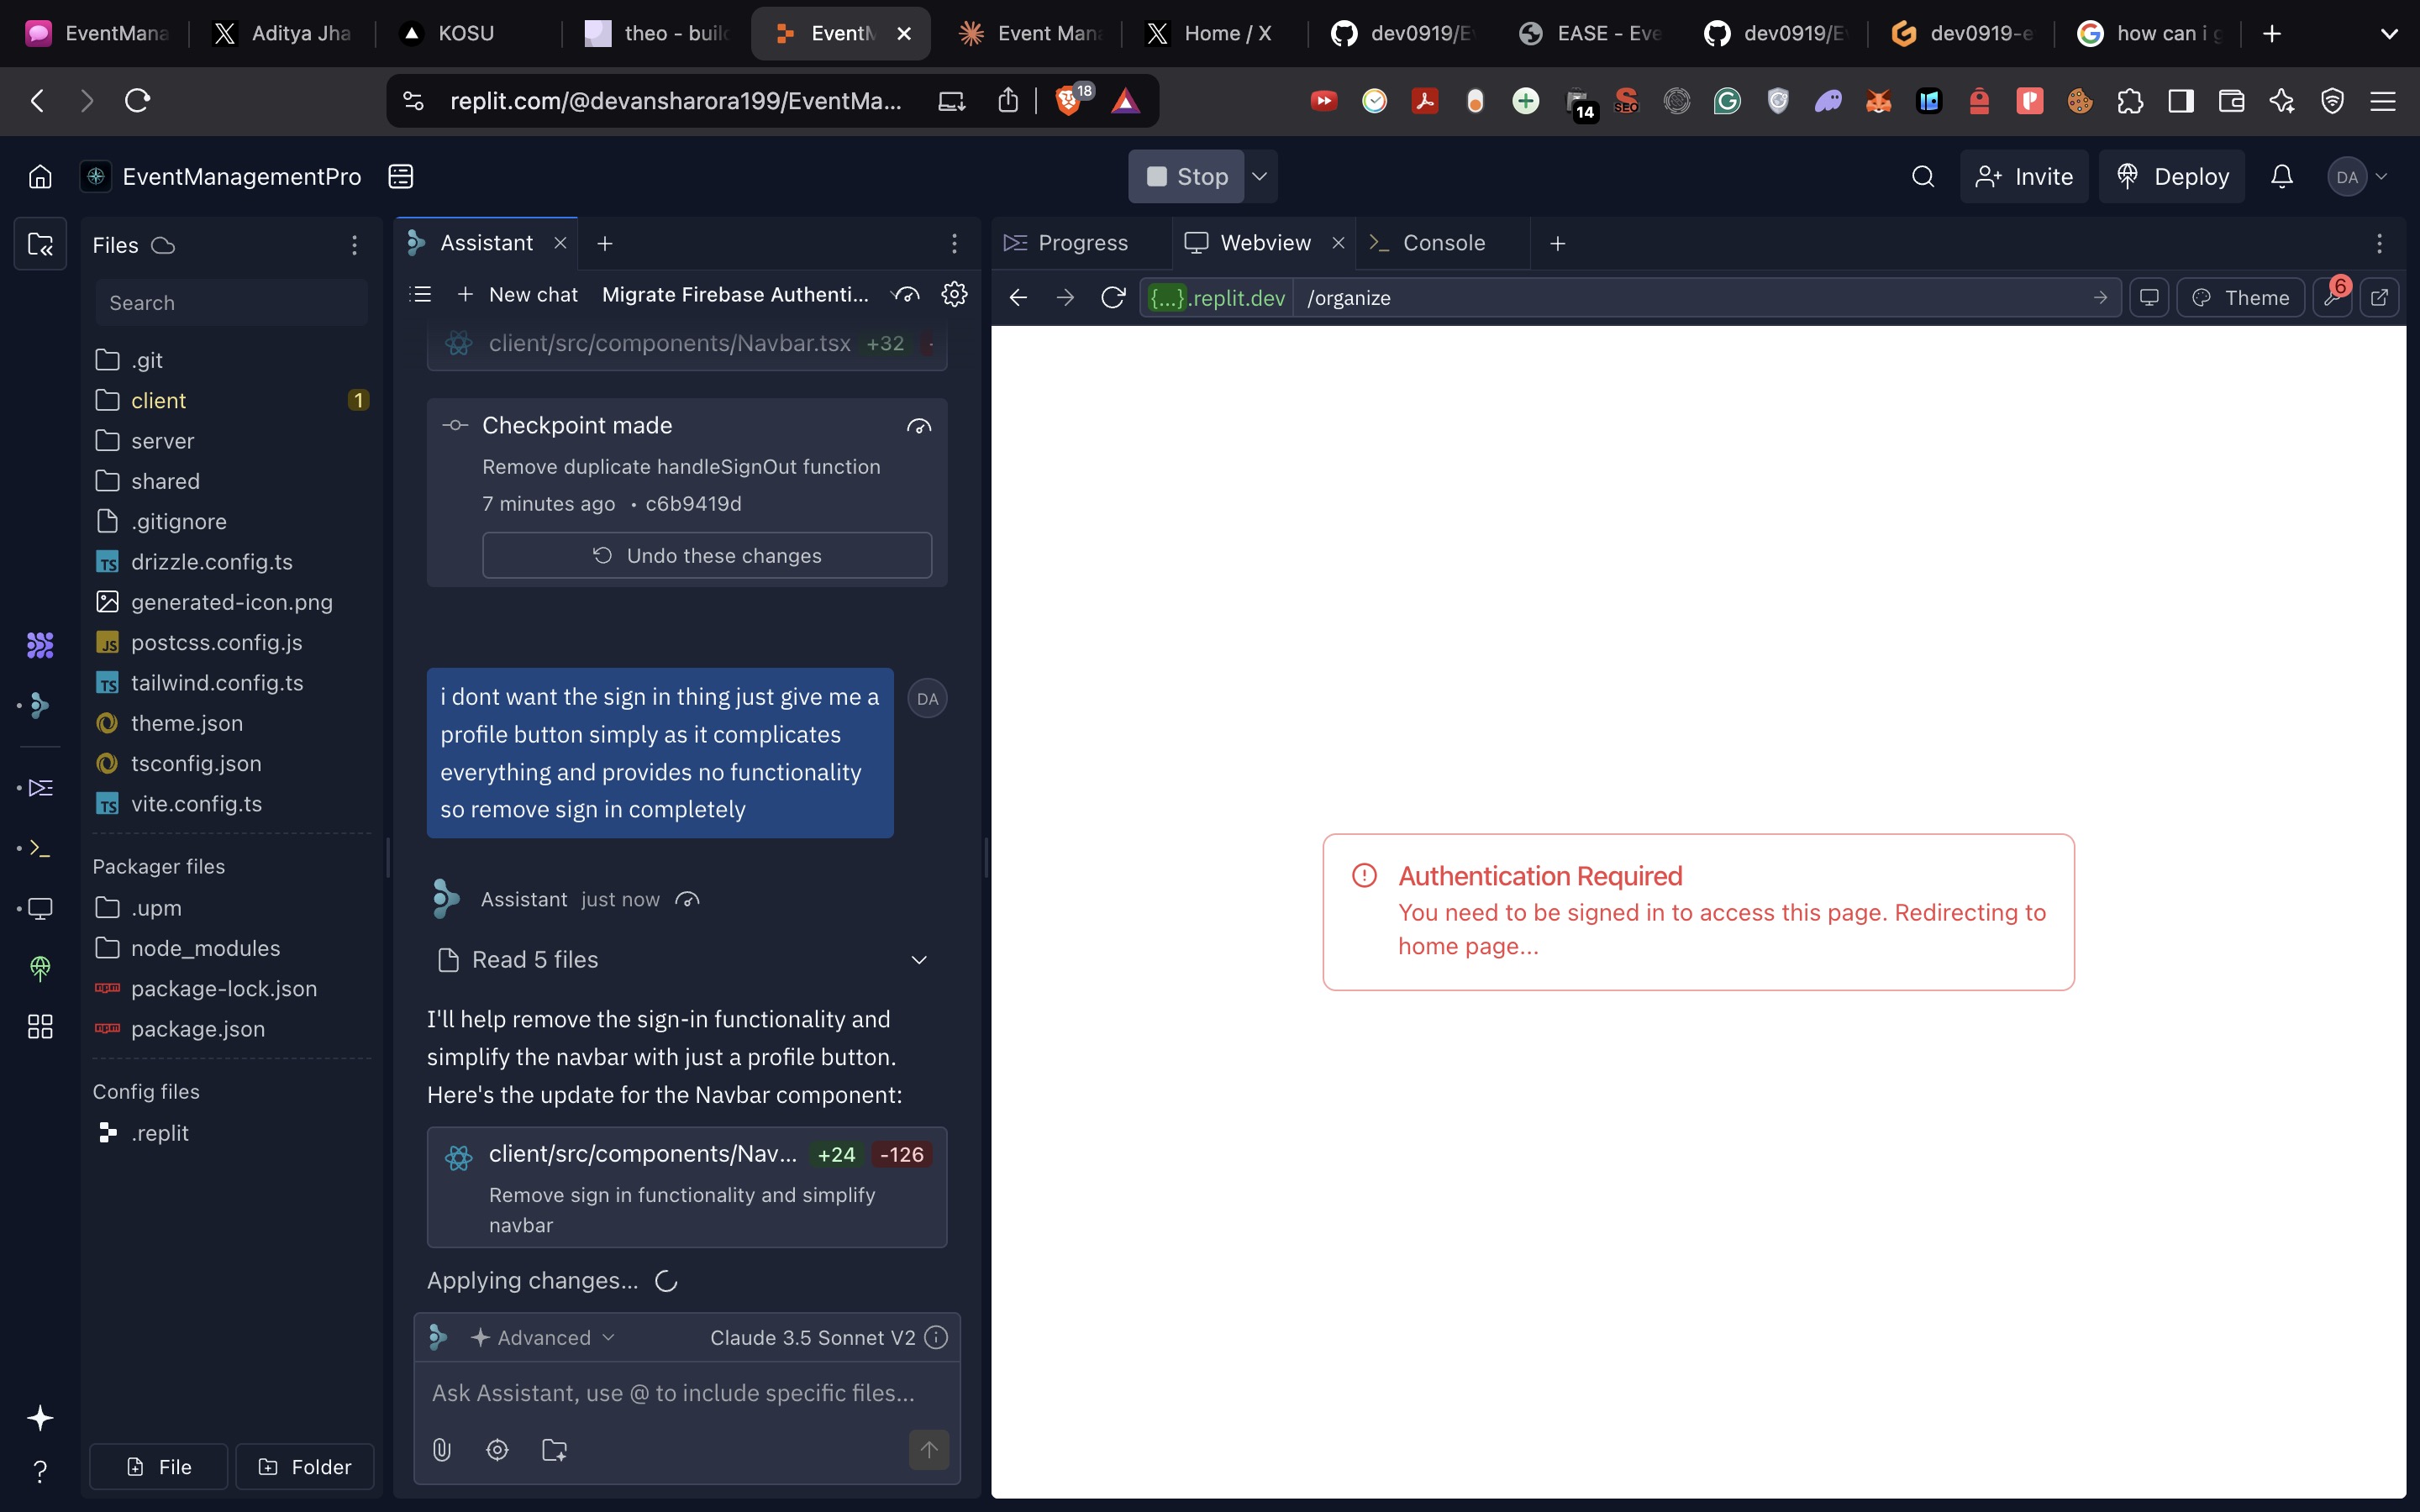 EventMana
Aditya Jha
KOSU
theo - buil
EventM
Event Mana
Home / X
dev0919/E
EASE - Eve
dev0919/E
dev0919-e
how can i g
replit.com/@devansharora199/EventMa...
18
14
SEO
EventManagementPro
Stop
Invite
Deploy
DA
Files
Search
.git
client
1
server
shared
.gitignore
TS
drizzle.config.ts
generated-icon.png
JS
postcss.config.js
TS
tailwind.config.ts
theme.json
tsconfig.json
TS
vite.config.ts
Packager files
.upm
node_modules
package-lock.json
package.json
Config files
.replit
File
Folder
Assistant
New chat
Migrate Firebase Authenti...
client/src/components/Navbar.tsx +32 -
Checkpoint made
Remove duplicate handleSignOut function
7 minutes ago • c6b9419d
Undo these changes
i dont want the sign in thing just give me a
profile button simply as it complicates
everything and provides no functionality
so remove sign in completely
DA
Assistant just now
Read 5 files
I'll help remove the sign-in functionality and
simplify the navbar with just a profile button.
Here's the update for the Navbar component:
client/src/components/Nav... +24 -126
Remove sign in functionality and simplify
navbar
Applying changes...
Advanced
Claude 3.5 Sonnet V2
Ask Assistant, use @ to include specific files...
Progress
Webview
Console
{...}.replit.dev
/organize
Theme
6
Authentication Required
You need to be signed in to access this page. Redirecting to
home page...